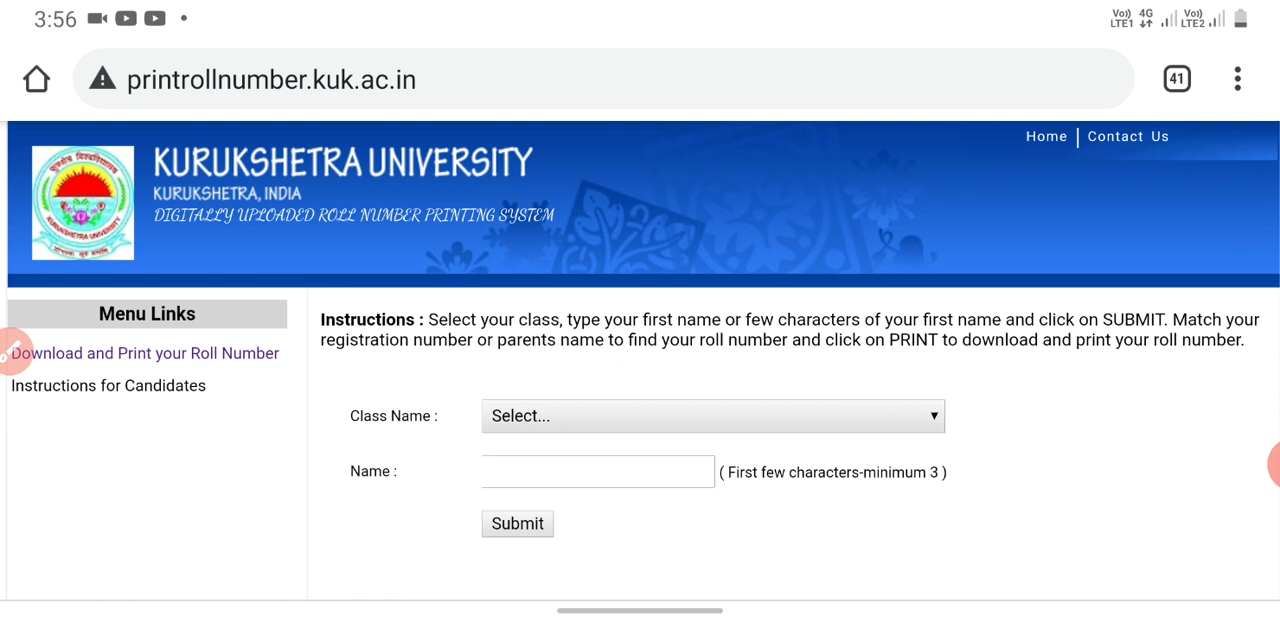 3:56
Vo) 4G Vo)
LTE1 LTE2
printrollnumber.kuk.ac.in
41
Home | Contact Us
KURUKSHETRA UNIVERSITY
KURUKSHETRA, INDIA
DIGITALLY UPLOADED ROLL NUMBER PRINTING SYSTEM
KURUKSHETRA UNIVERSITY
Menu Links
Download and Print your Roll Number
Instructions for Candidates
Instructions : Select your class, type your first name or few characters of your first name and click on SUBMIT. Match your
registration number or parents name to find your roll number and click on PRINT to download and print your roll number.
Class Name : Select...
Name : ( First few characters-minimum 3 )
Submit